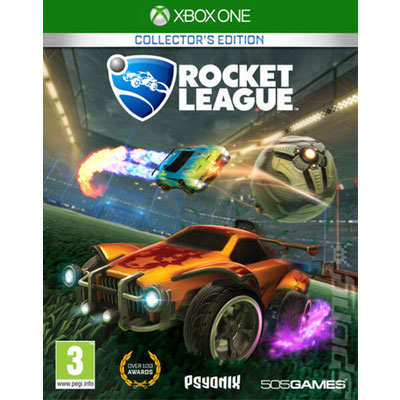 XBOX ONE
COLLECTOR'S EDITION
ROCKET
LEAGUE
3
www.pegi.info
OVER 100
AWARDS
PSYONIX
505GAMES